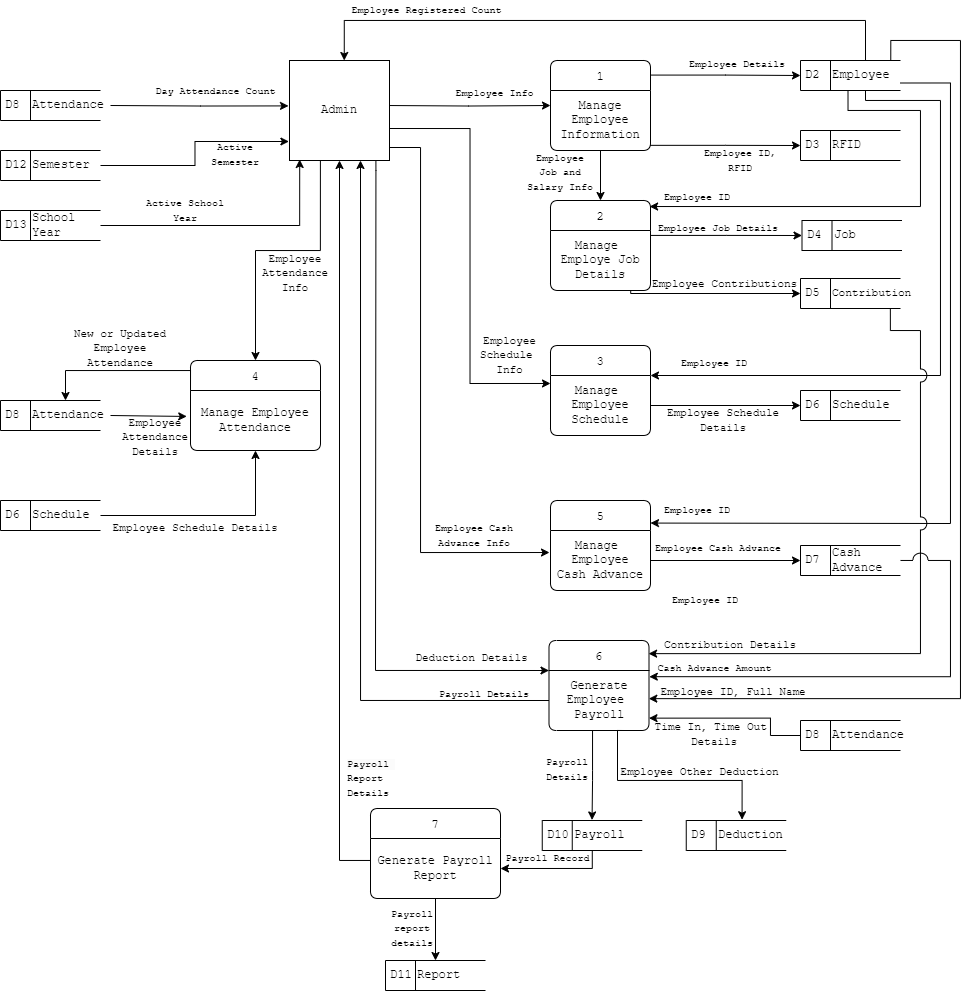 Employee Registered Count
D8 Attendance
Day Attendance Count
Admin
Employee Info
1
Manage
Employee
Information
Employee Details
D2 Employee
D12 Semester
Active
Semester
Employee ID,
RFID
D3 RFID
Employee
Job and
Salary Info
D13 School
Year
Active School
Year
2
Manage
Employe Job
Details
Employee ID
Employee Job Details
D4 Job
Employee Contributions
D5 Contribution
Employee
Attendance
Info
New or Updated
Employee
Attendance
4
Manage Employee
Attendance
D8 Attendance
Employee
Attendance
Details
Employee
Schedule
Info
3
Manage
Employee
Schedule
Employee ID
D6 Schedule
Employee Schedule
Details
D6 Schedule
Employee Schedule Details
Employee Cash
Advance Info
5
Manage
Employee
Cash Advance
Employee ID
Employee Cash Advance
D7 Cash
Advance
Employee ID
Deduction Details
6
Generate
Employee
Payroll
Contribution Details
Cash Advance Amount
Payroll Details
Employee ID, Full Name
Time In, Time Out
Details
D8 Attendance
Payroll
Report
Details
Payroll
Details
Employee Other Deduction
7
Generate Payroll
Report
D10 Payroll
D9 Deduction
Payroll Record
Payroll
report
details
D11 Report